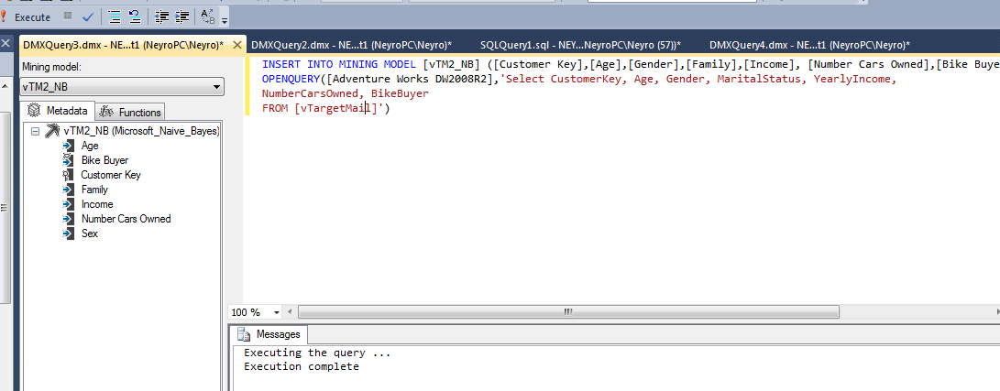 Execute
DMXQuery3.dmx - NE...t1 (NeyroPC\Neyro)*
DMXQuery2.dmx - NE...t1 (NeyroPC\Neyro)*
SQLQuery1.sql - NEY...NeyroPC\Neyro (57))*
DMXQuery4.dmx - NE...t1 (NeyroPC\Neyro)*
Mining model:
vTM2_NB
Metadata
Functions
vTM2_NB (Microsoft_Naive_Bayes)
Age
Bike Buyer
Customer Key
Family
Income
Number Cars Owned
Sex
INSERT INTO MINING MODEL [vTM2_NB] ([Customer Key],[Age],[Gender],[Family],[Income], [Number Cars Owned],[Bike Buye
OPENQUERY([Adventure Works DW2008R2],'Select CustomerKey, Age, Gender, MaritalStatus, YearlyIncome,
NumberCarsOwned, BikeBuyer
FROM [vTargetMail]')
100 %
Messages
Executing the query ...
Execution complete